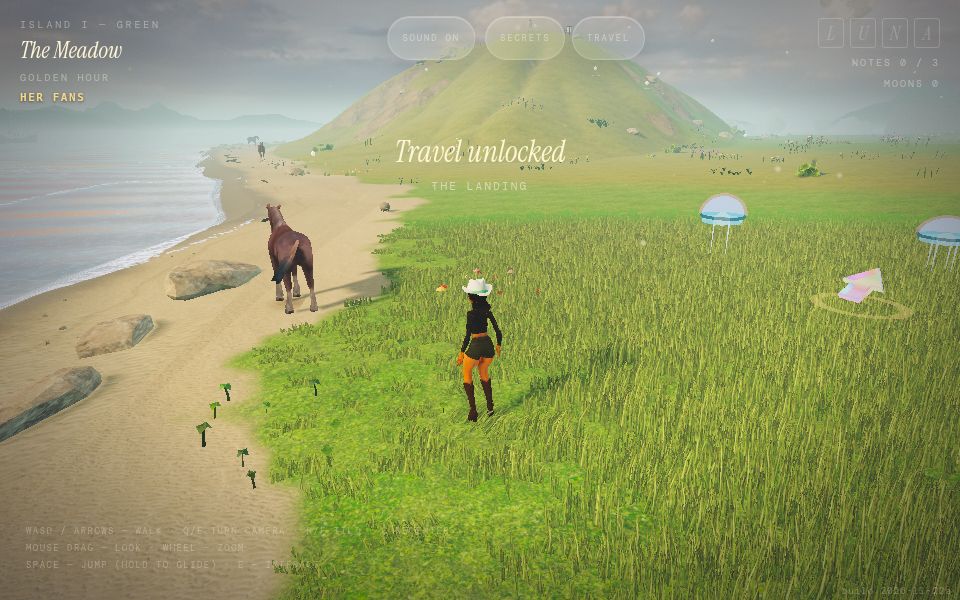 ISLAND I — GREEN
The Meadow
GOLDEN HOUR
HER FANS
SOUND ON
SECRETS
TRAVEL
LUNA
NOTES 0 / 3
MOONS 0
Travel unlocked
THE LANDING
WASD / ARROWS — WALK · Q/E TURN CAMERA
MOUSE DRAG — LOOK · WHEEL — ZOOM
SPACE — JUMP (HOLD TO GLIDE) · E —